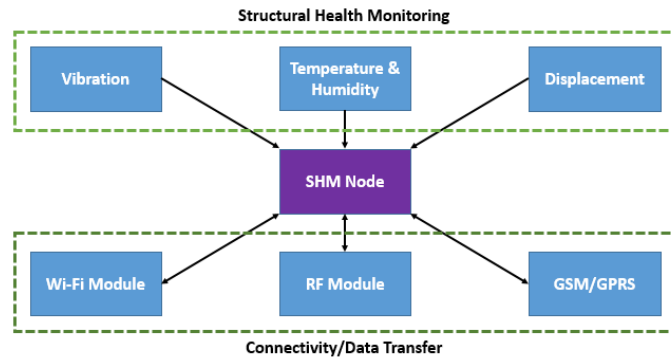 Structural Health Monitoring
Vibration
Temperature &
Humidity
Displacement
SHM Node
Wi-Fi Module
RF Module
GSM/GPRS
Connectivity/Data Transfer